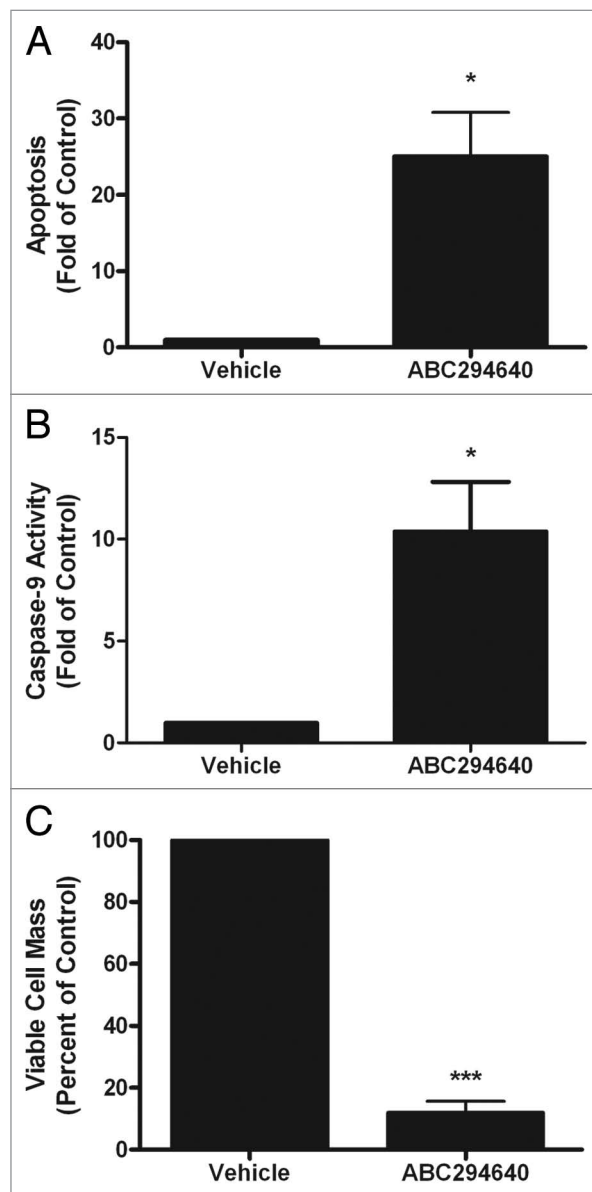 A
Apoptosis
(Fold of Control)
40
30
20
10
0
*
Vehicle
ABC294640
B
Caspase-9 Activity
(Fold of Control)
15
10
5
0
*
Vehicle
ABC294640
C
Viable Cell Mass
(Percent of Control)
100
80
60
40
20
0
***
Vehicle
ABC294640